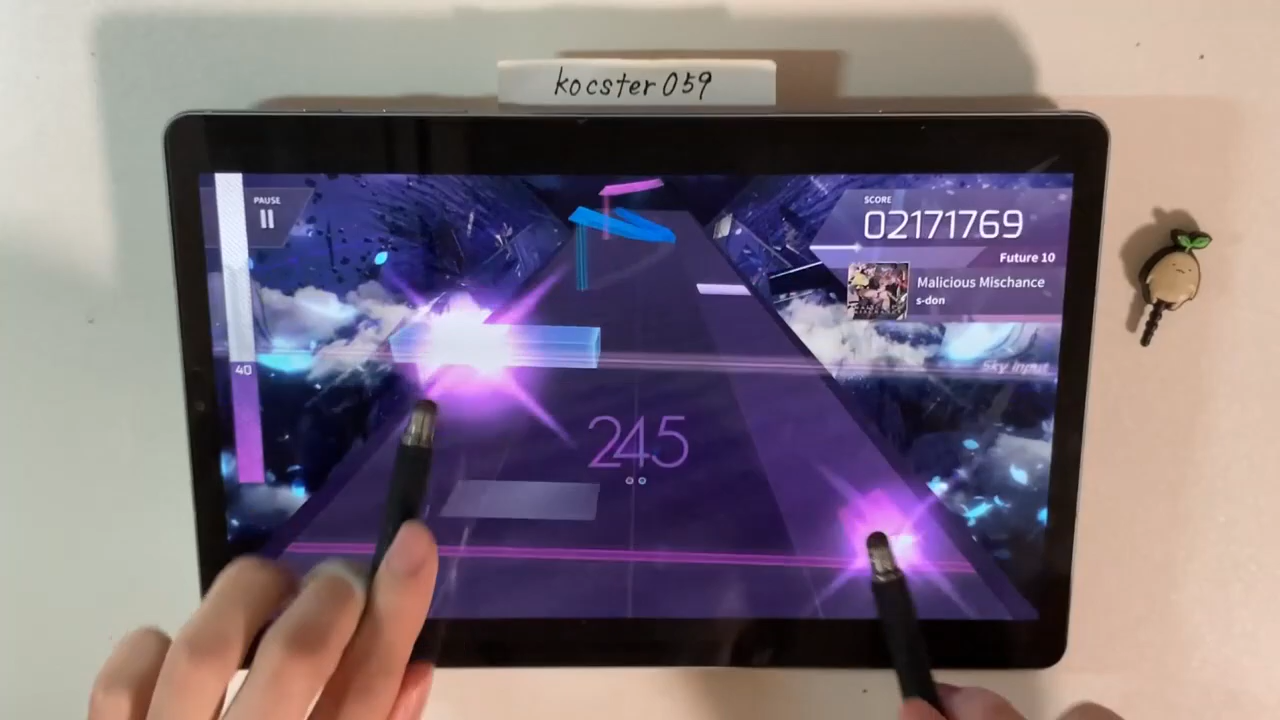 kocster059
PAUSE
SCORE
02171769
Future 10
Malicious Mischance
s-don
40
Sky Input
245